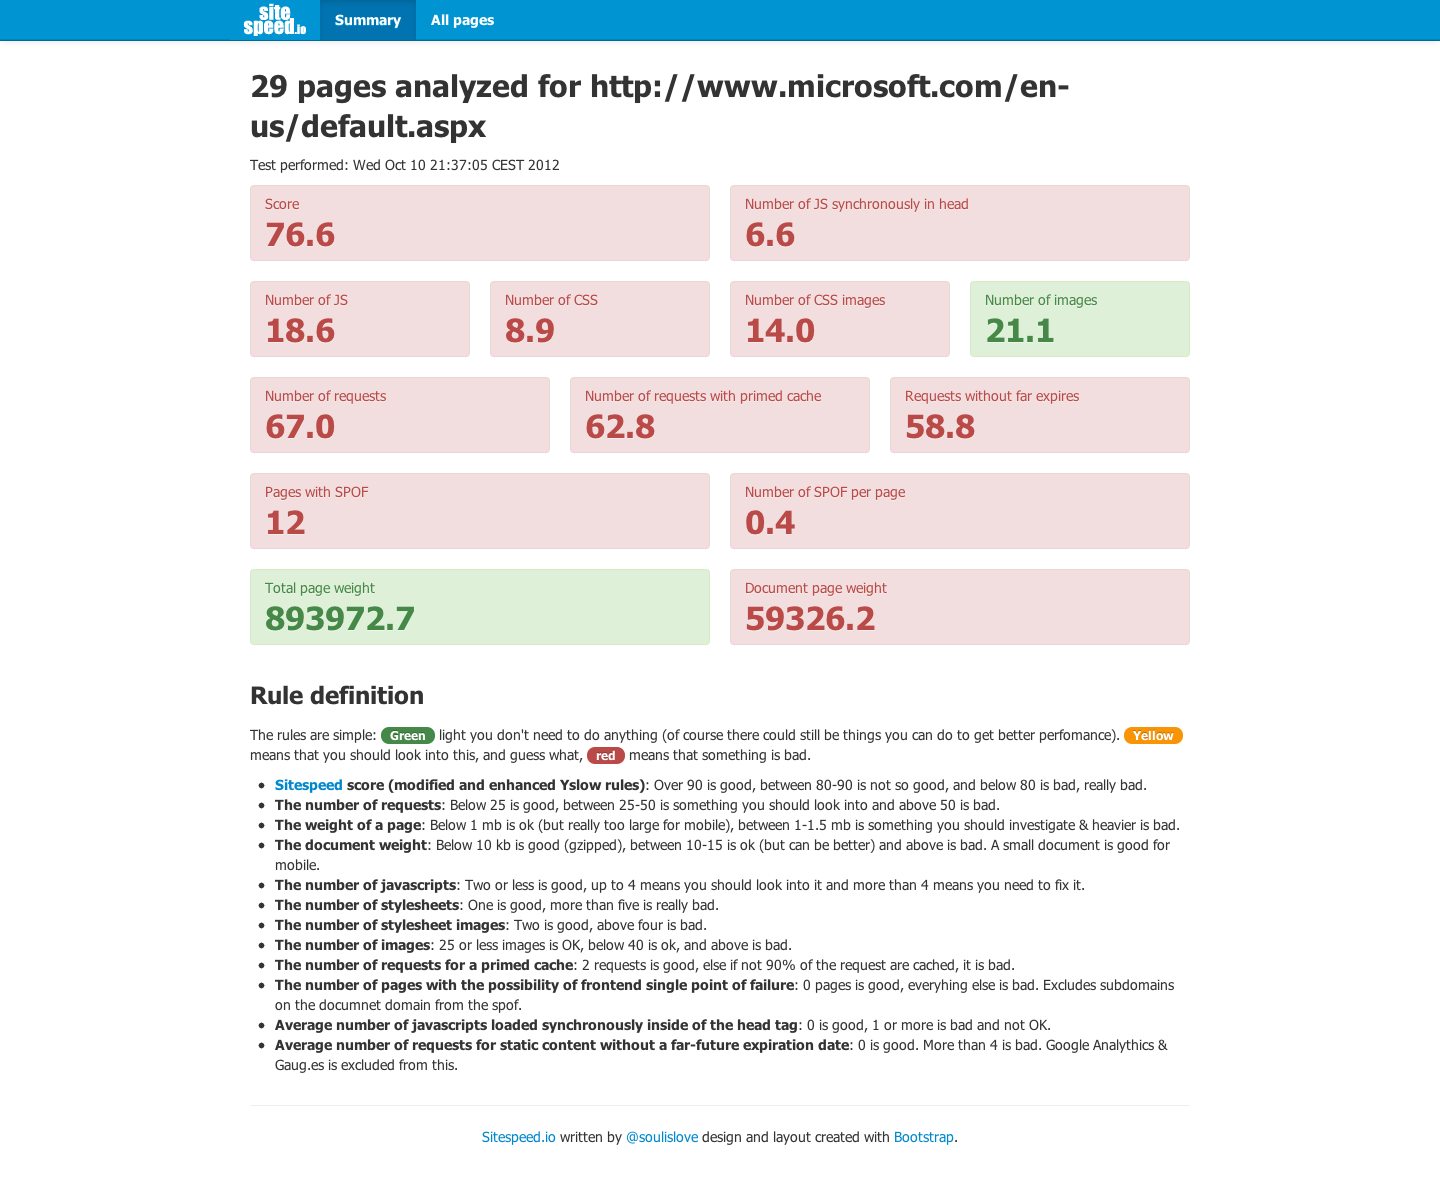 site
speed.io
Summary All pages
29 pages analyzed for http://www.microsoft.com/en-
us/default.aspx
Test performed: Wed Oct 10 21:37:05 CEST 2012
Score Number of JS synchronously in head
76.6 6.6
Number of JS Number of CSS Number of CSS images Number of images
18.6 8.9 14.0 21.1
Number of requests Number of requests with primed cache Requests without far expires
67.0 62.8 58.8
Pages with SPOF Number of SPOF per page
12 0.4
Total page weight Document page weight
893972.7 59326.2
Rule definition
The rules are simple: Green light you don't need to do anything (of course there could still be things you can do to get better perfomance). Yellow
means that you should look into this, and guess what, red means that something is bad.
• Sitespeed score (modified and enhanced Yslow rules): Over 90 is good, between 80-90 is not so good, and below 80 is bad, really bad.
• The number of requests: Below 25 is good, between 25-50 is something you should look into and above 50 is bad.
• The weight of a page: Below 1 mb is ok (but really too large for mobile), between 1-1.5 mb is something you should investigate & heavier is bad.
• The document weight: Below 10 kb is good (gzipped), between 10-15 is ok (but can be better) and above is bad. A small document is good for
mobile.
• The number of javascripts: Two or less is good, up to 4 means you should look into it and more than 4 means you need to fix it.
• The number of stylesheets: One is good, more than five is really bad.
• The number of stylesheet images: Two is good, above four is bad.
• The number of images: 25 or less images is OK, below 40 is ok, and above is bad.
• The number of requests for a primed cache: 2 requests is good, else if not 90% of the request are cached, it is bad.
• The number of pages with the possibility of frontend single point of failure: 0 pages is good, everyhing else is bad. Excludes subdomains
on the documnet domain from the spof.
• Average number of javascripts loaded synchronously inside of the head tag: 0 is good, 1 or more is bad and not OK.
• Average number of requests for static content without a far-future expiration date: 0 is good. More than 4 is bad. Google Analythics &
Gaug.es is excluded from this.
Sitespeed.io written by @soulislove design and layout created with Bootstrap.